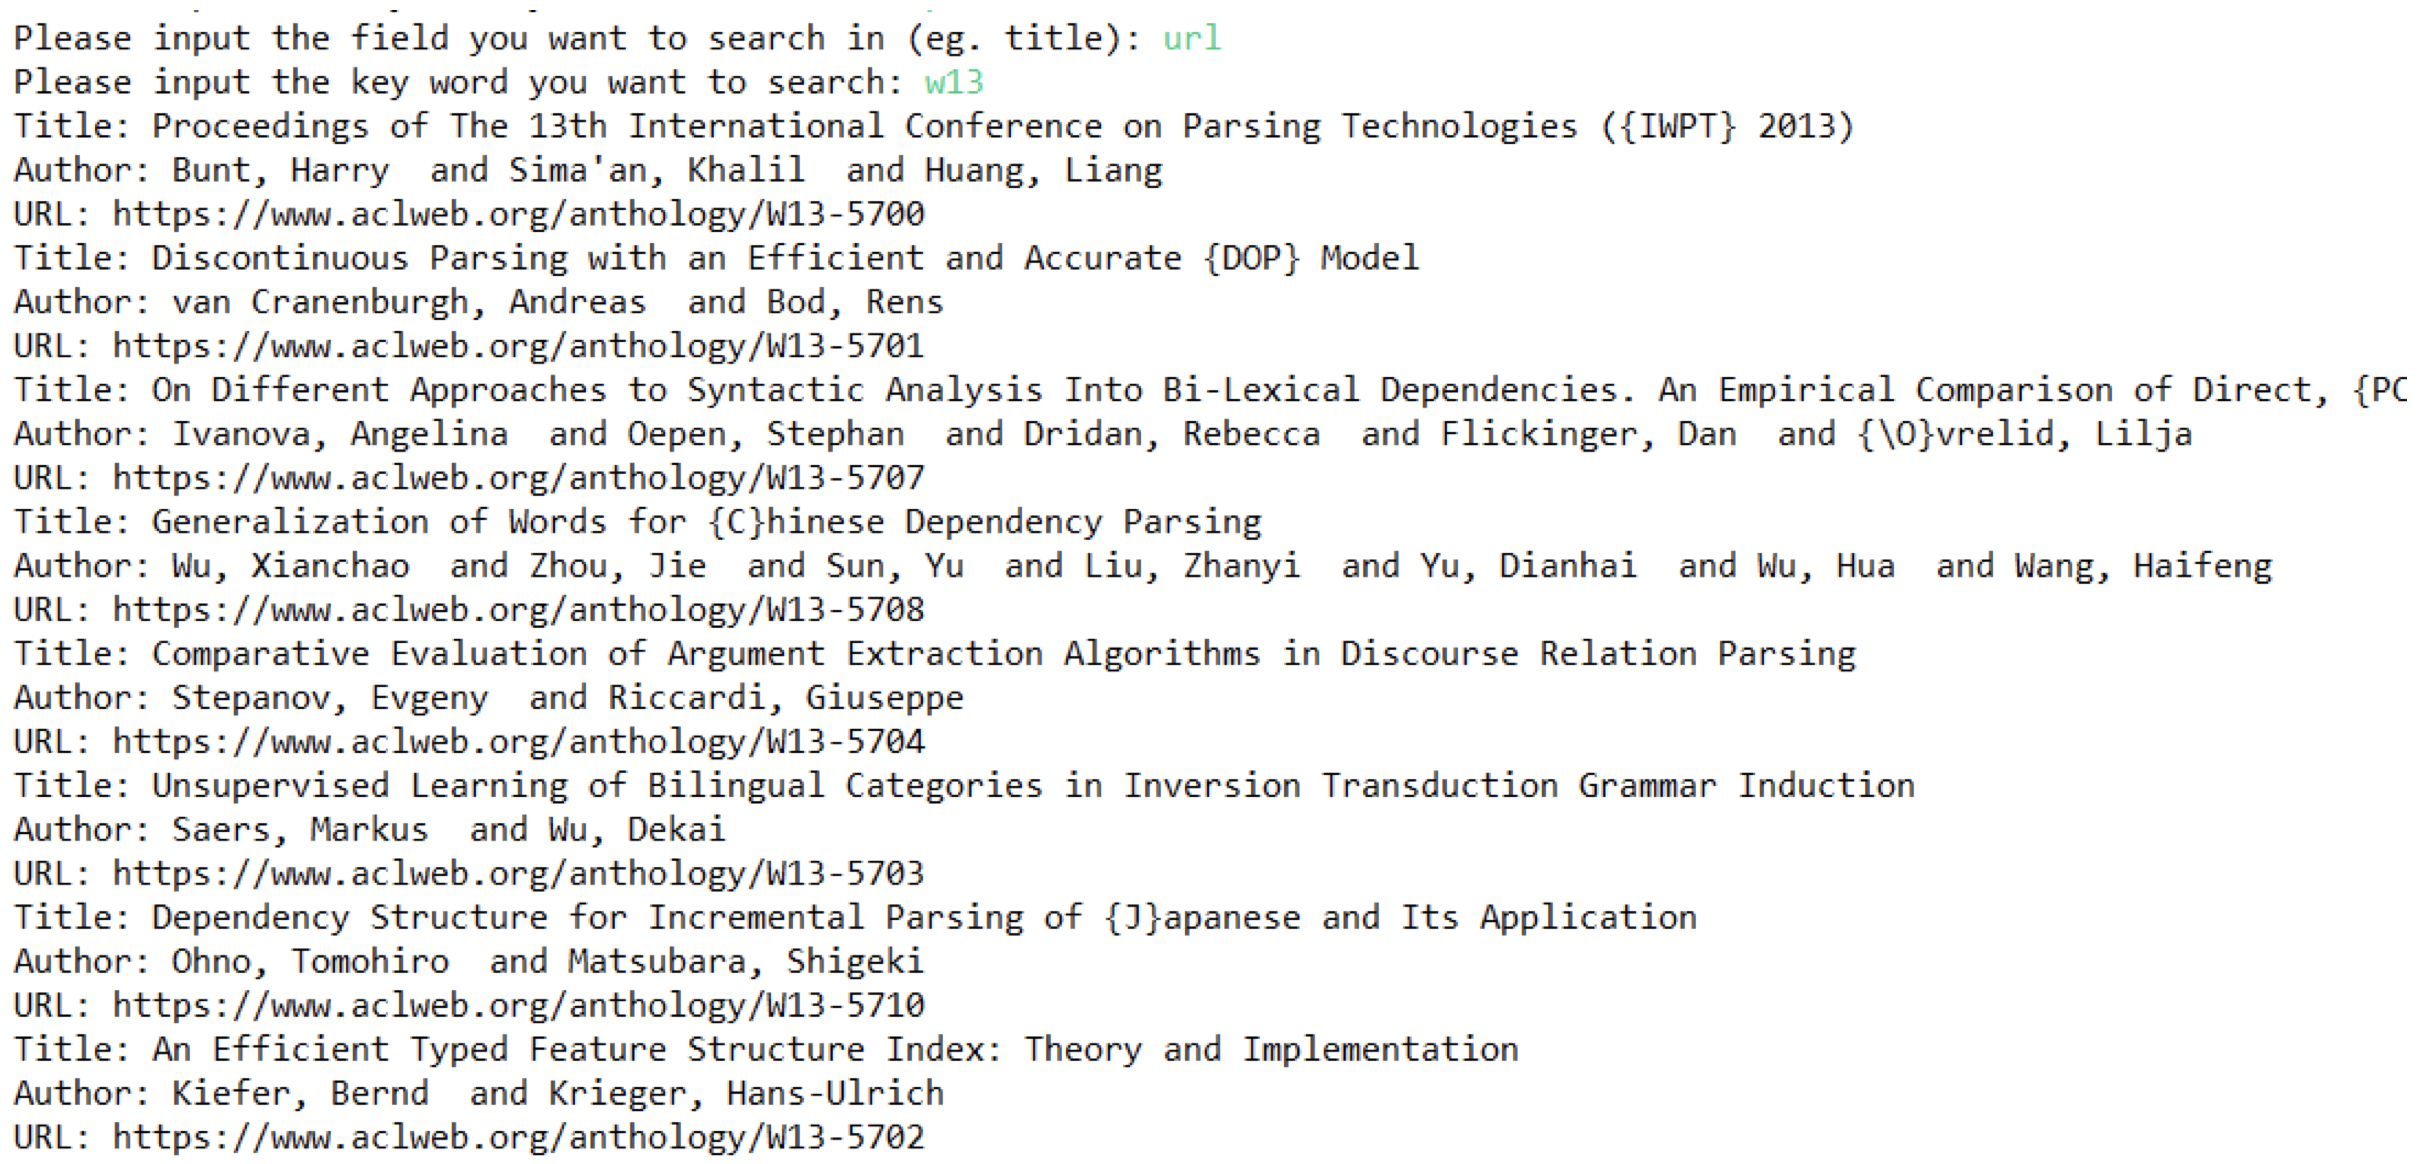 Please input the field you want to search in (eg. title): url
Please input the key word you want to search: w13
Title: Proceedings of The 13th International Conference on Parsing Technologies ({IWPT} 2013)
Author: Bunt, Harry  and Sima'an, Khalil  and Huang, Liang
URL: https://www.aclweb.org/anthology/W13-5700
Title: Discontinuous Parsing with an Efficient and Accurate {DOP} Model
Author: van Cranenburgh, Andreas  and Bod, Rens
URL: https://www.aclweb.org/anthology/W13-5701
Title: On Different Approaches to Syntactic Analysis Into Bi-Lexical Dependencies. An Empirical Comparison of Direct,
Author: Ivanova, Angelina  and Oepen, Stephan  and Dridan, Rebecca  and Flickinger, Dan  and {\O}vrelid, Lilja
URL: https://www.aclweb.org/anthology/W13-5707
Title: Generalization of Words for {C}hinese Dependency Parsing
Author: Wu, Xianchao  and Zhou, Jie  and Sun, Yu  and Liu, Zhanyi  and Yu, Dianhai  and Wu, Hua  and Wang, Haifeng
URL: https://www.aclweb.org/anthology/W13-5708
Title: Comparative Evaluation of Argument Extraction Algorithms in Discourse Relation Parsing
Author: Stepanov, Evgeny  and Riccardi, Giuseppe
URL: https://www.aclweb.org/anthology/W13-5704
Title: Unsupervised Learning of Bilingual Categories in Inversion Transduction Grammar Induction
Author: Saers, Markus  and Wu, Dekai
URL: https://www.aclweb.org/anthology/W13-5703
Title: Dependency Structure for Incremental Parsing of {J}apanese and Its Application
Author: Ohno, Tomohiro  and Matsubara, Shigeki
URL: https://www.aclweb.org/anthology/W13-5710
Title: An Efficient Typed Feature Structure Index: Theory and Implementation
Author: Kiefer, Bernd  and Krieger, Hans-Ulrich
URL: https://www.aclweb.org/anthology/W13-5702